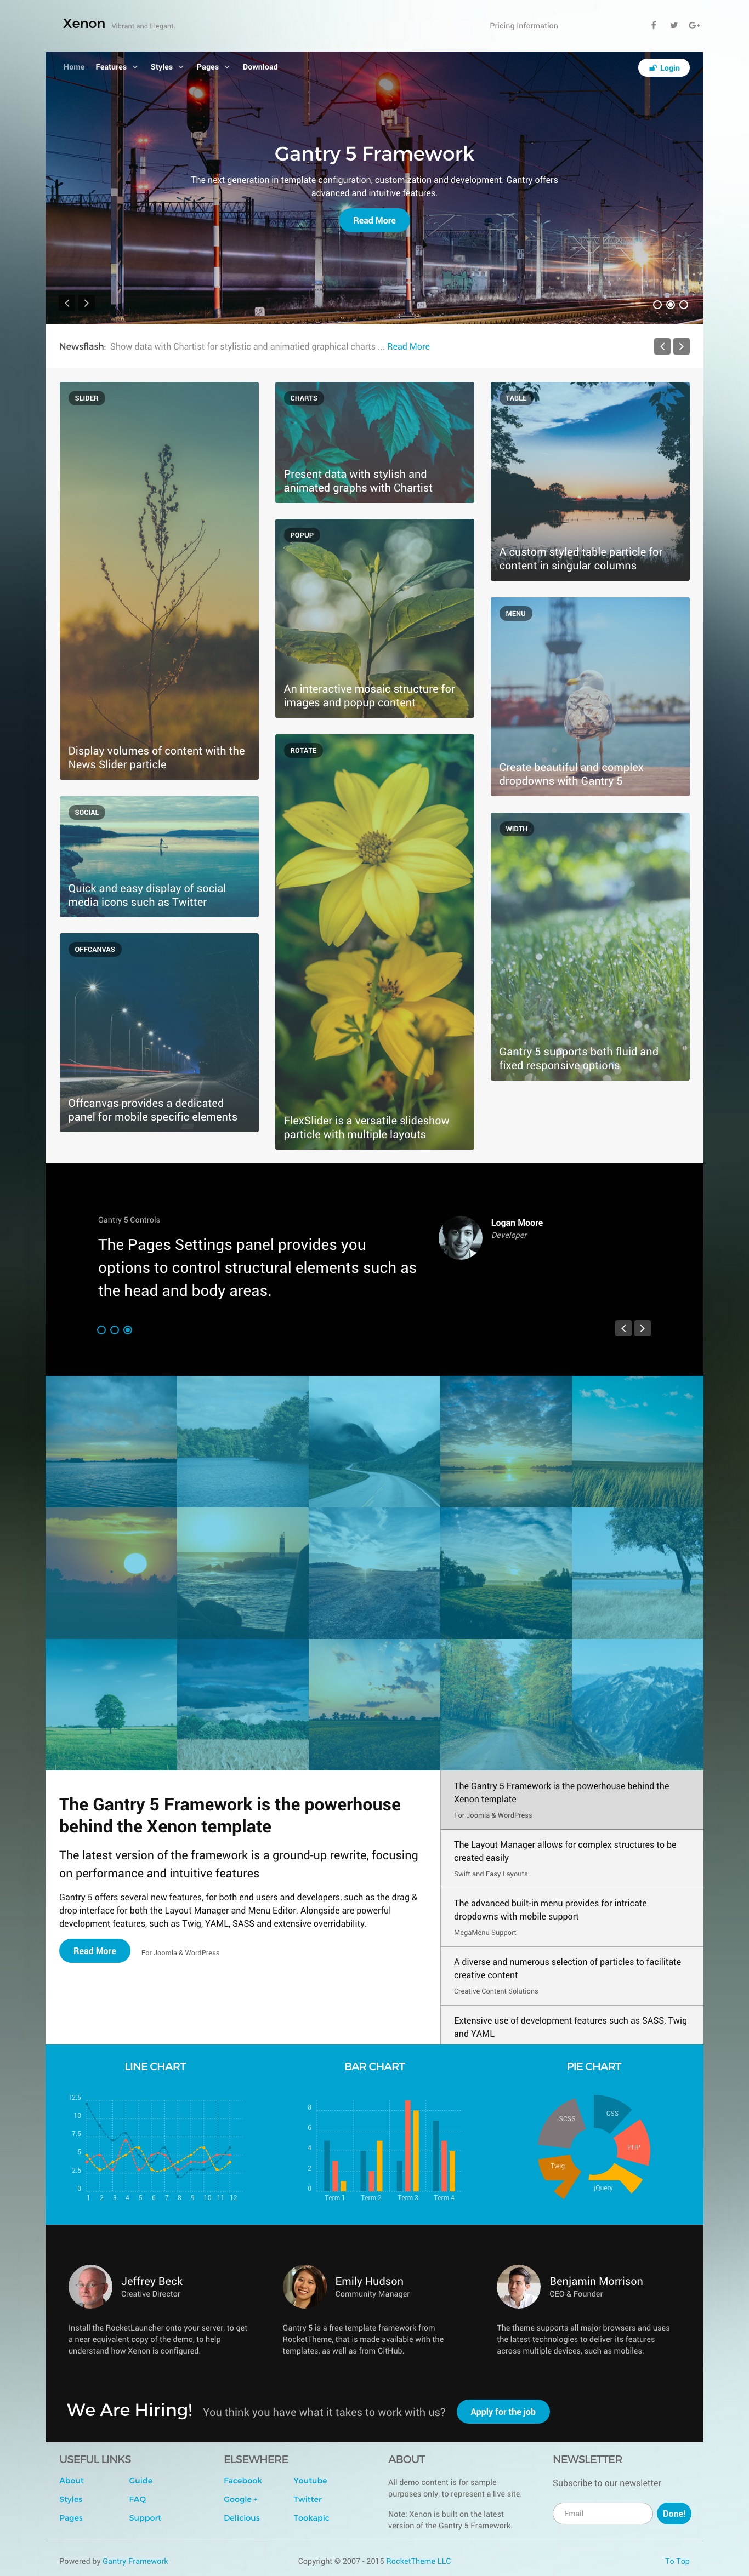 Xenon Vibrant and Elegant.
Pricing Information
Home Features Styles Pages Download
Login
Gantry 5 Framework
The next generation in template configuration, customization and development. Gantry offers
advanced and intuitive features.
Read More
Newsflash: Show data with Chartist for stylistic and animatied graphical charts ... Read More
SLIDER
Display volumes of content with the
News Slider particle
SOCIAL
Quick and easy display of social
media icons such as Twitter
OFFCANVAS
Offcanvas provides a dedicated
panel for mobile specific elements
CHARTS
Present data with stylish and
animated graphs with Chartist
POPUP
An interactive mosaic structure for
images and popup content
ROTATE
FlexSlider is a versatile slideshow
particle with multiple layouts
TABLE
A custom styled table particle for
content in singular columns
MENU
Create beautiful and complex
dropdowns with Gantry 5
WIDTH
Gantry 5 supports both fluid and
fixed responsive options
Gantry 5 Controls
The Pages Settings panel provides you
options to control structural elements such as
the head and body areas.
Logan Moore
Developer
The Gantry 5 Framework is the powerhouse
behind the Xenon template
The latest version of the framework is a ground-up rewrite, focusing
on performance and intuitive features
Gantry 5 offers several new features, for both end users and developers, such as the drag &
drop interface for both the Layout Manager and Menu Editor. Alongside are powerful
development features, such as Twig, YAML, SASS and extensive overridability.
Read More For Joomla & WordPress
The Gantry 5 Framework is the powerhouse behind the
Xenon template
For Joomla & WordPress
The Layout Manager allows for complex structures to be
created easily
Swift and Easy Layouts
The advanced built-in menu provides for intricate
dropdowns with mobile support
MegaMenu Support
A diverse and numerous selection of particles to facilitate
creative content
Creative Content Solutions
Extensive use of development features such as SASS, Twig
and YAML
LINE CHART
12.5
10
7.5
5
2.5
0
1 2 3 4 5 6 7 8 9 10 11 12
BAR CHART
8
6
4
2
0
Term 1 Term 2 Term 3 Term 4
PIE CHART
SCSS
CSS
PHP
Twig
jQuery
Jeffrey Beck
Creative Director
Install the RocketLauncher onto your server, to get
a near equivalent copy of the demo, to help
understand how Xenon is configured.
Emily Hudson
Community Manager
Gantry 5 is a free template framework from
RocketTheme, that is made available with the
templates, as well as from GitHub.
Benjamin Morrison
CEO & Founder
The theme supports all major browsers and uses
the latest technologies to deliver its features
across multiple devices, such as mobiles.
We Are Hiring! You think you have what it takes to work with us? Apply for the job
USEFUL LINKS
About Guide
Styles FAQ
Pages Support
ELSEWHERE
Facebook Youtube
Google + Twitter
Delicious Tookapic
ABOUT
All demo content is for sample
purposes only, to represent a live site.
Note: Xenon is built on the latest
version of the Gantry 5 Framework.
NEWSLETTER
Subscribe to our newsletter
Email Done!
Powered by Gantry Framework
Copyright © 2007 - 2015 RocketTheme LLC
To Top